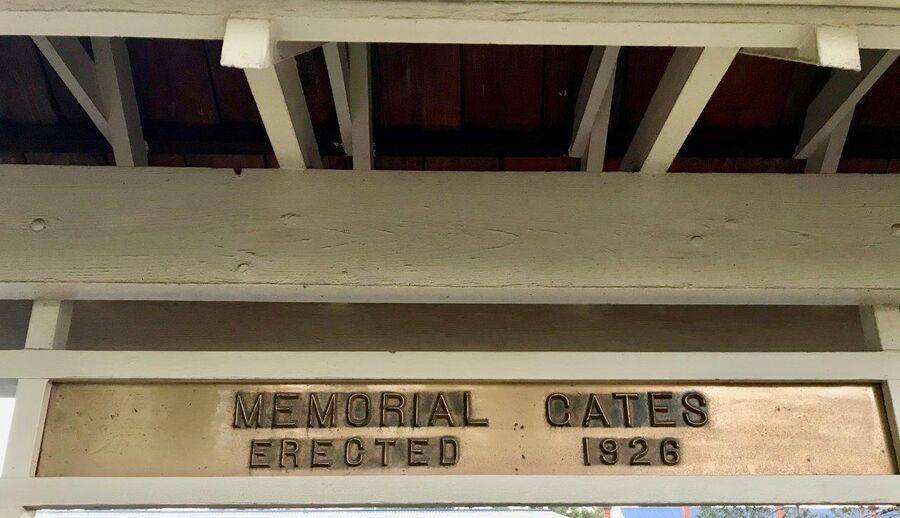 MEMORIAL GATES
ERECTED 1926